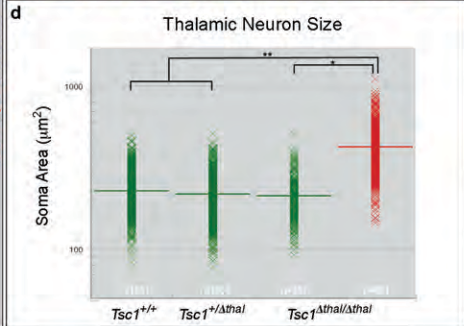 d
Thalamic Neuron Size
**
*
1000
Soma Area (μm²)
100
Tsc1+/+ Tsc1+/Δthal Tsc1Δthal/Δthal